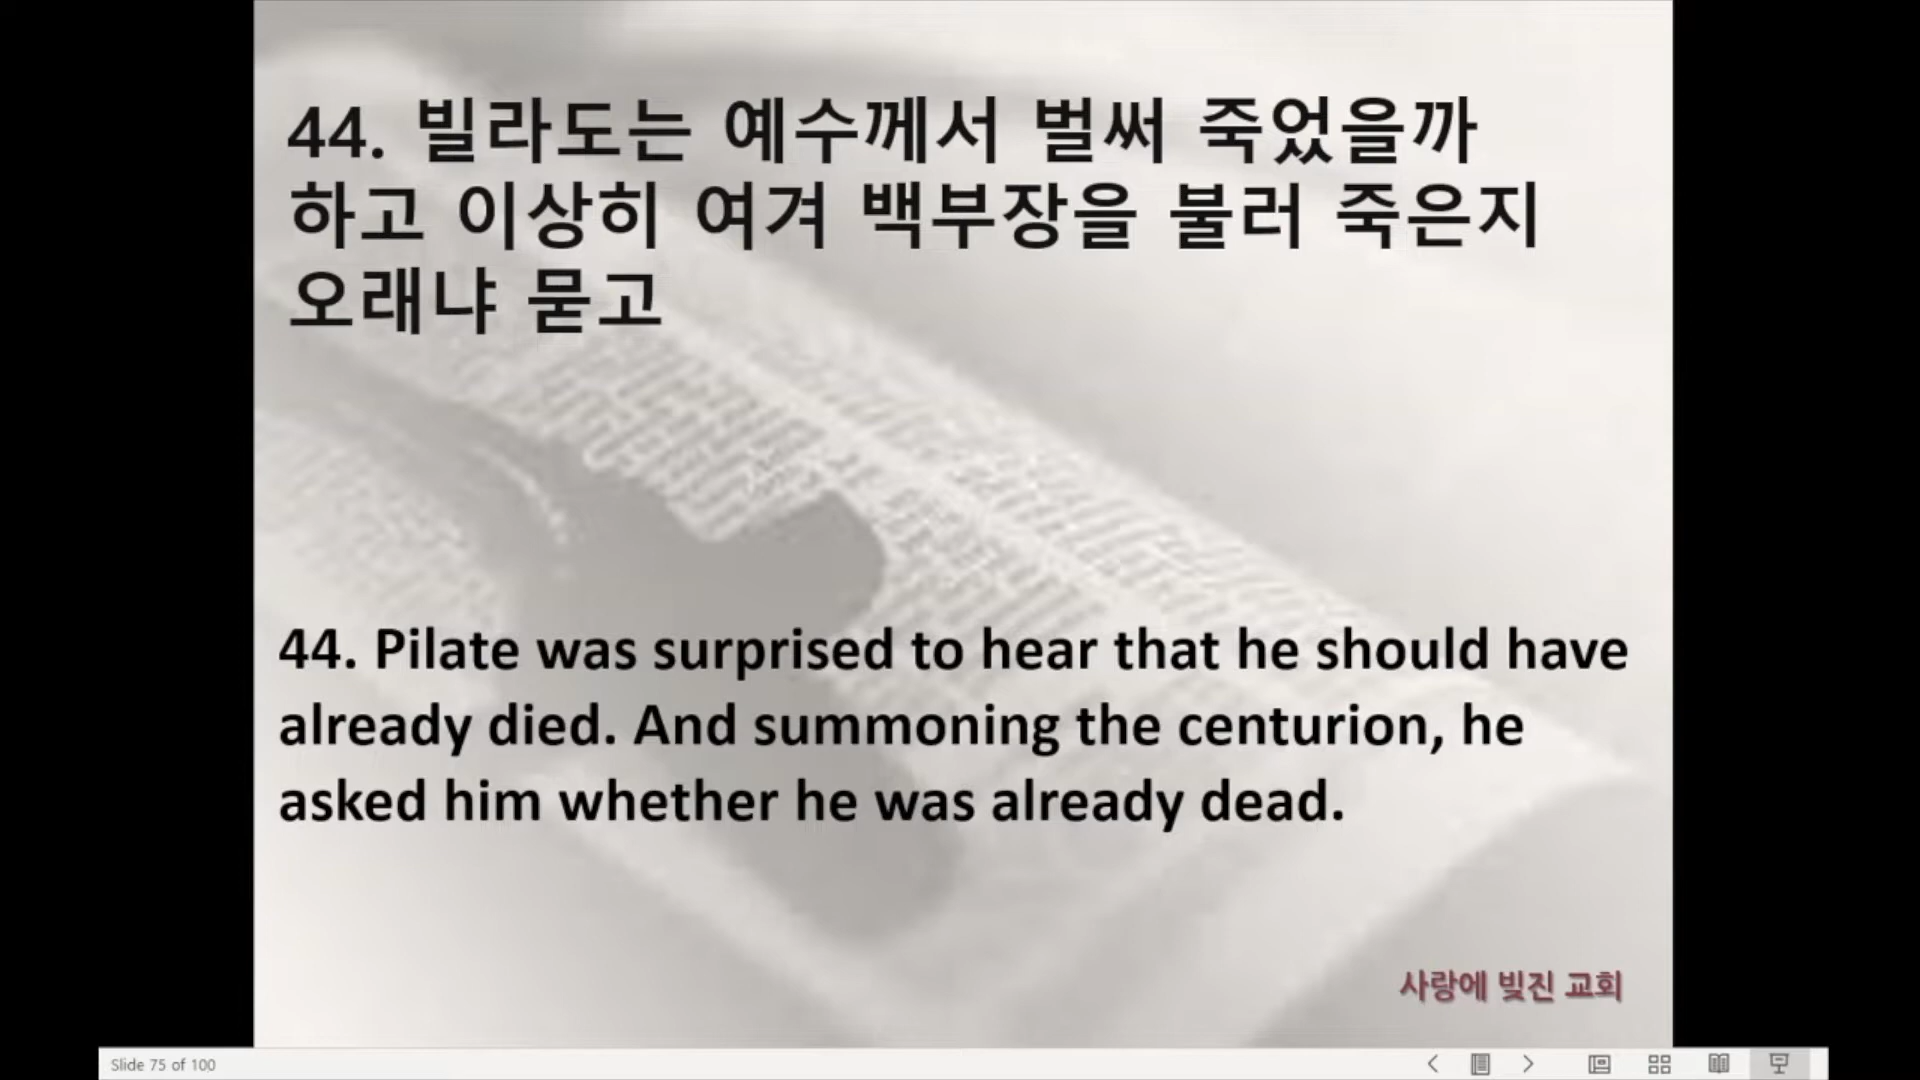 44. 빌라도는 예수께서 벌써 죽었을까
하고 이상히 여겨 백부장을 불러 죽은지
오래냐 묻고
44. Pilate was surprised to hear that he should have
already died. And summoning the centurion, he
asked him whether he was already dead.
사랑에 빚진 교회
Slide 75 of 100